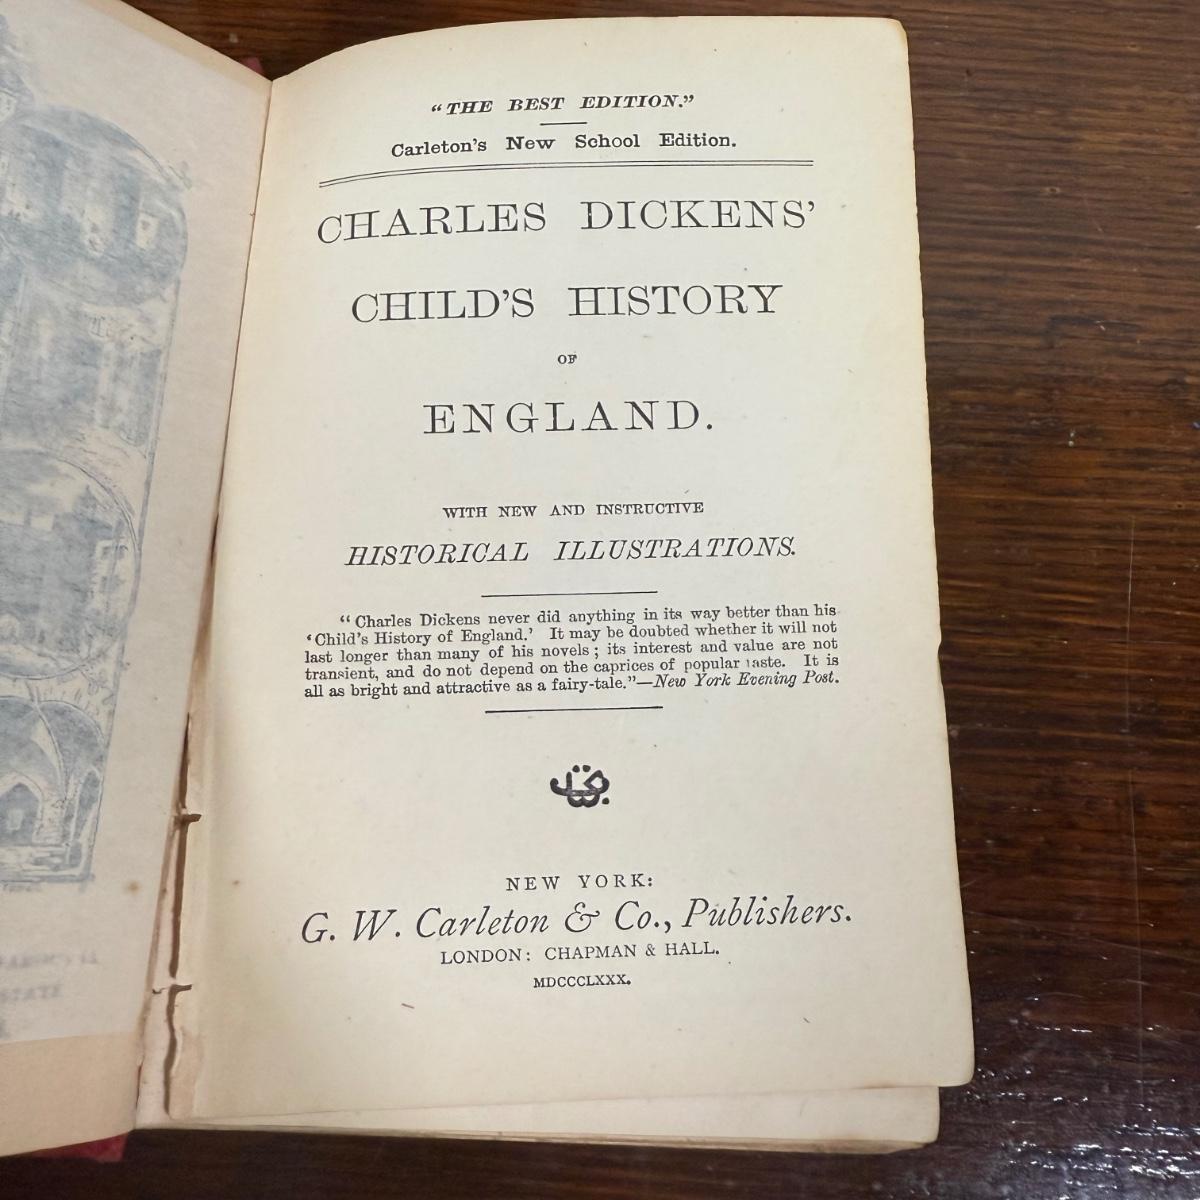 "THE BEST EDITION."
Carleton's New School Edition.
CHARLES DICKENS'
CHILD'S HISTORY
OF
ENGLAND.
WITH NEW AND INSTRUCTIVE
HISTORICAL ILLUSTRATIONS.
"Charles Dickens never did anything in its way better than his
'Child's History of England.' It may be doubted whether it will not
last longer than many of his novels; its interest and value are not
transient, and do not depend on the caprices of popular taste. It is
all as bright and attractive as a fairy-tale."—New York Evening Post.
NEW YORK:
G. W. Carleton & Co., Publishers.
LONDON: CHAPMAN & HALL.
MDCCCLXXX.